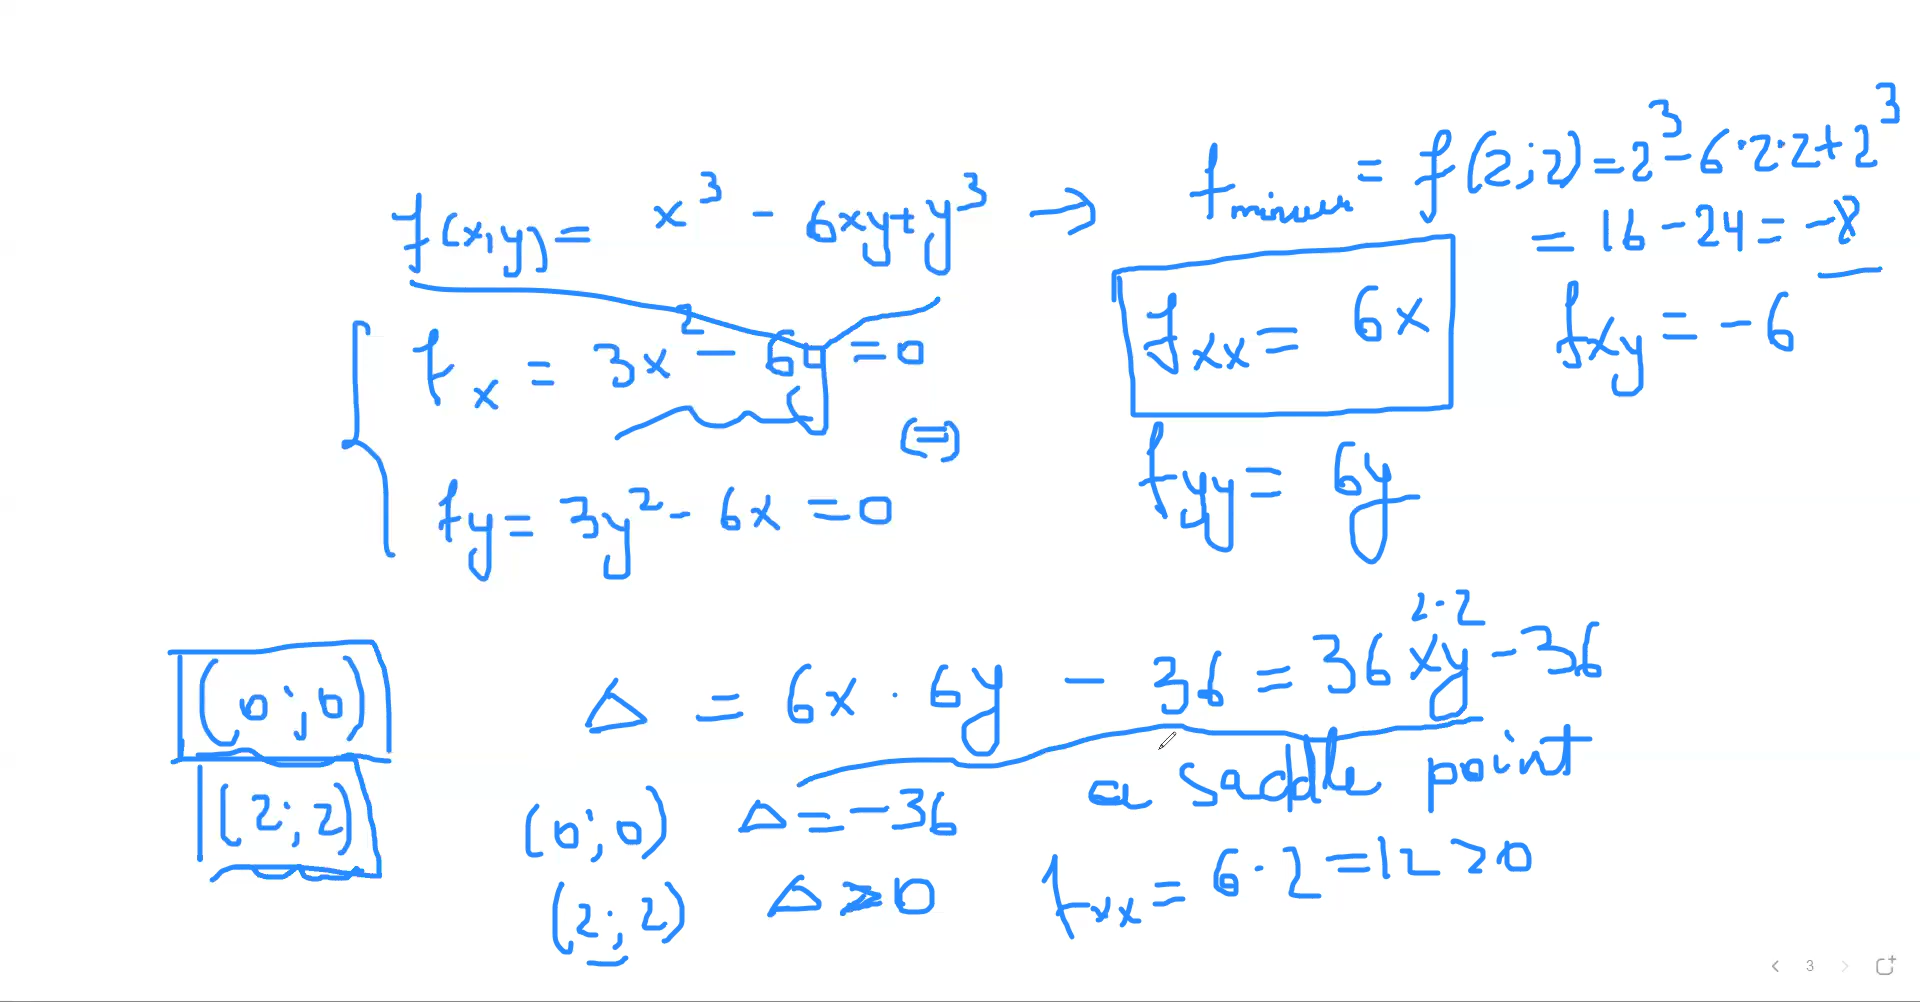 f(x,y) = x³ - 6xy + y³ →
f = f(2;2) = 2³ - 6·2·2 + 2³
= 16 - 24 = -8
f_x = 3x² - 6y = 0
(=)
f_y = 3y² - 6x = 0
f_xx = 6x
f_xy = -6
f_yy = 6y
(0;0)
(2;2)
2·2
Δ = 6x · 6y - 36 = 36xy - 36
(0;0) Δ = -36 a saddle point
(2;2) Δ > 0 f_xx = 6·2 = 12 > 0
3